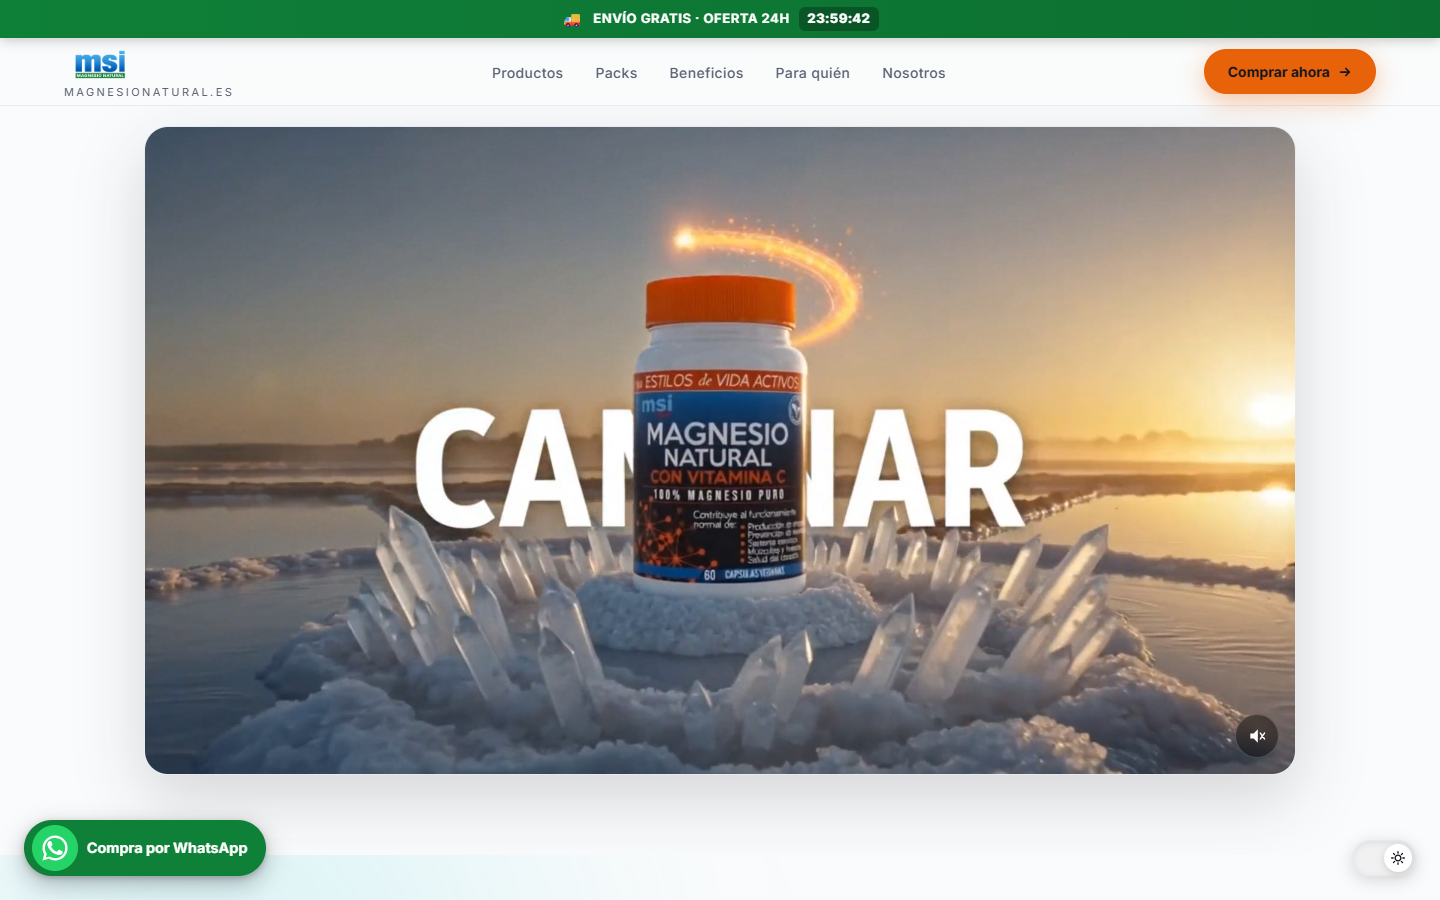 ENVÍO GRATIS · OFERTA 24H 23:59:42
msi
MAGNESIO NATURAL
MAGNESIONATURAL.ES
Productos Packs Beneficios Para quién Nosotros
Comprar ahora →
ESTILOS de VIDA ACTIVOS
msi
MAGNESIO
NATURAL
CON VITAMINA C
100% MAGNESIO PURO
Contribuye al funcionamiento
normal de:
60 CAPSULAS VEGANAS
CAM NAR
Compra por WhatsApp